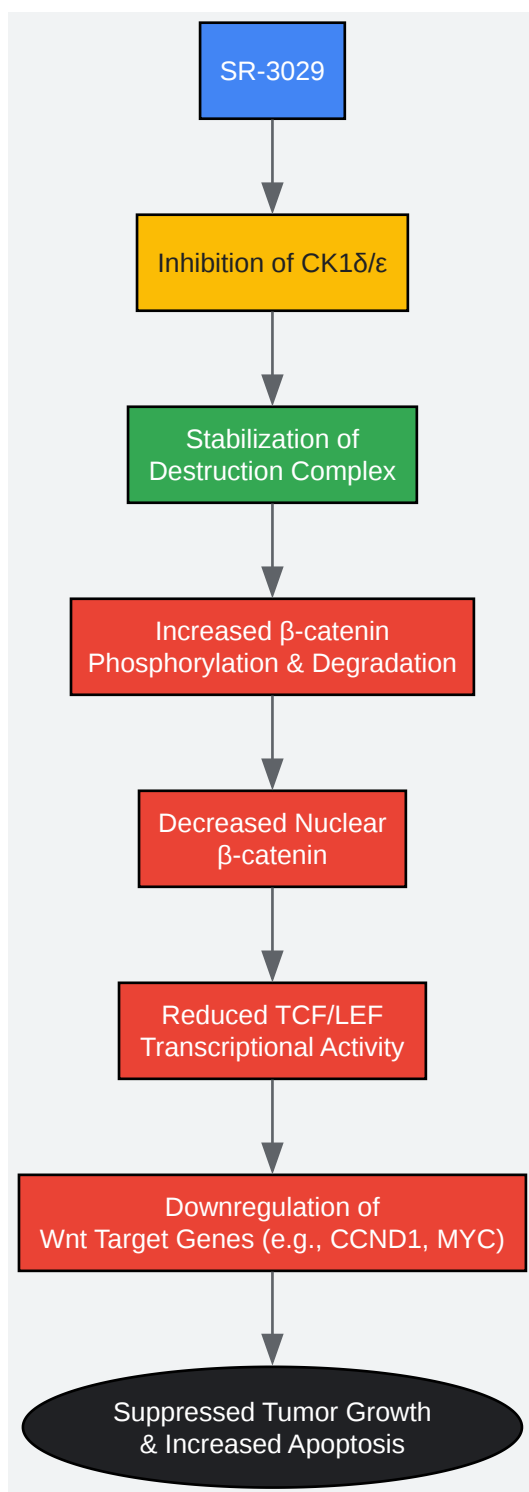 SR-3029
Inhibition of CK1δ/ε
Stabilization of
Destruction Complex
Increased β-catenin
Phosphorylation & Degradation
Decreased Nuclear
β-catenin
Reduced TCF/LEF
Transcriptional Activity
Downregulation of
Wnt Target Genes (e.g., CCND1, MYC)
Suppressed Tumor Growth
& Increased Apoptosis